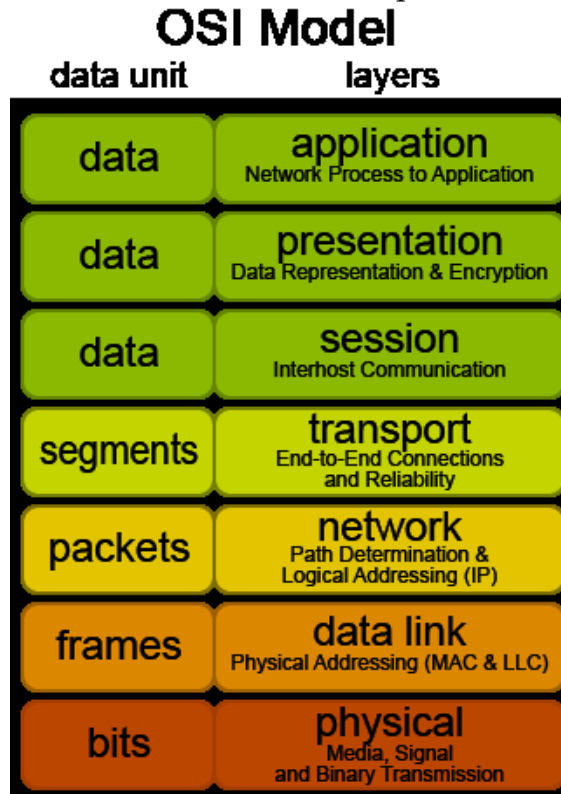 OSI Model
data unit layers
data application
Network Process to Application
data presentation
Data Representation & Encryption
data session
Interhost Communication
segments transport
End-to-End Connections
and Reliability
packets network
Path Determination &
Logical Addressing (IP)
frames data link
Physical Addressing (MAC & LLC)
bits physical
Media, Signal
and Binary Transmission